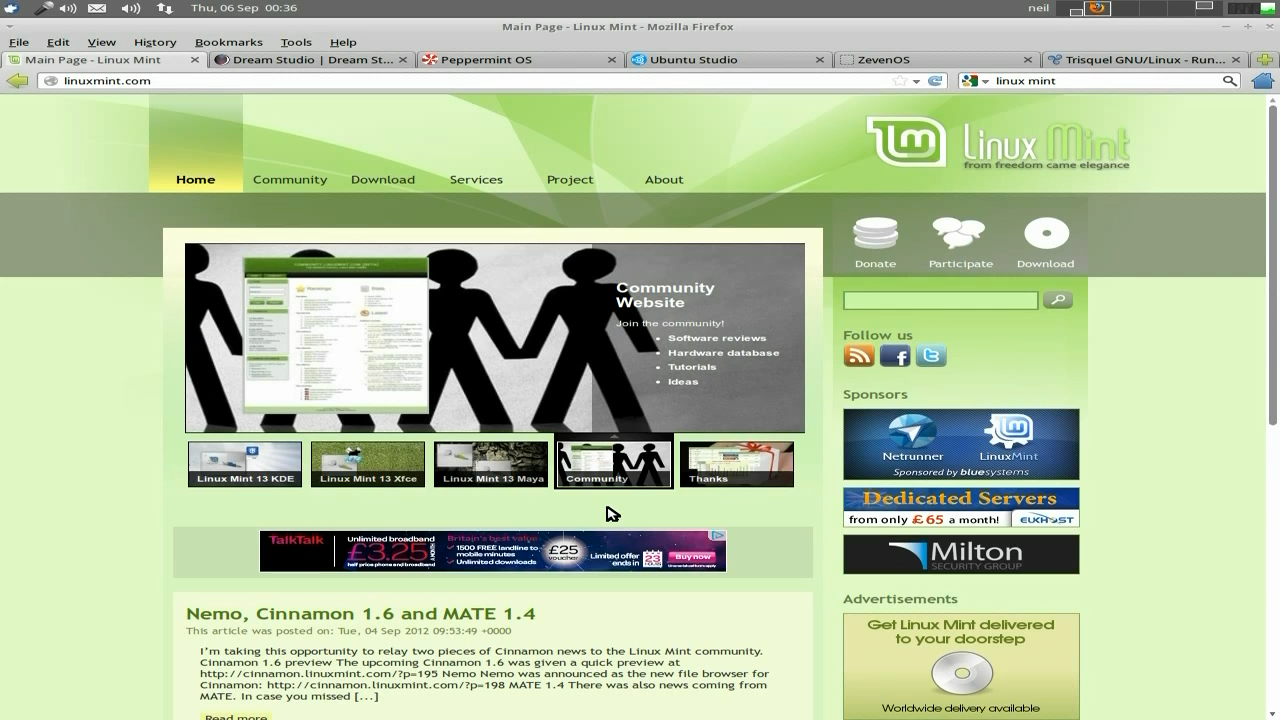 Thu, 06 Sep 00:36
neil
Main Page - Linux Mint - Mozilla Firefox
File Edit View History Bookmarks Tools Help
Main Page - Linux Mint
Dream Studio | Dream St...
Peppermint OS
Ubuntu Studio
ZevenOS
Trisquel GNU/Linux - Run...
linuxmint.com
linux mint
Linux Mint
from freedom came elegance
Home Community Download Services Project About
Donate Participate Download
Community
Website
Join the community!
• Software reviews
• Hardware database
• Tutorials
• Ideas
Linux Mint 13 KDE
Linux Mint 13 Xfce
Linux Mint 13 Maya
Community
Thanks
Follow us
Sponsors
Netrunner
LinuxMint
Sponsored by bluesystems
Dedicated Servers
from only £65 a month!
EUKHOST
Milton
SECURITY GROUP
TalkTalk
Unlimited broadband
£3.25
half price phone and broadband
Britain's best value
1500 FREE landline to
mobile minutes
Unlimited downloads
£25
voucher
Limited offer
ends in
23
Buy now
Nemo, Cinnamon 1.6 and MATE 1.4
This article was posted on: Tue, 04 Sep 2012 09:53:49 +0000
I'm taking this opportunity to relay two pieces of Cinnamon news to the Linux Mint community.
Cinnamon 1.6 preview The upcoming Cinnamon 1.6 was given a quick preview at
http://cinnamon.linuxmint.com/?p=195 Nemo Nemo was announced as the new file browser for
Cinnamon: http://cinnamon.linuxmint.com/?p=198 MATE 1.4 There was also news coming from
MATE. In case you missed [...]
Read more
Advertisements
Get Linux Mint delivered
to your doorstep
Worldwide delivery available